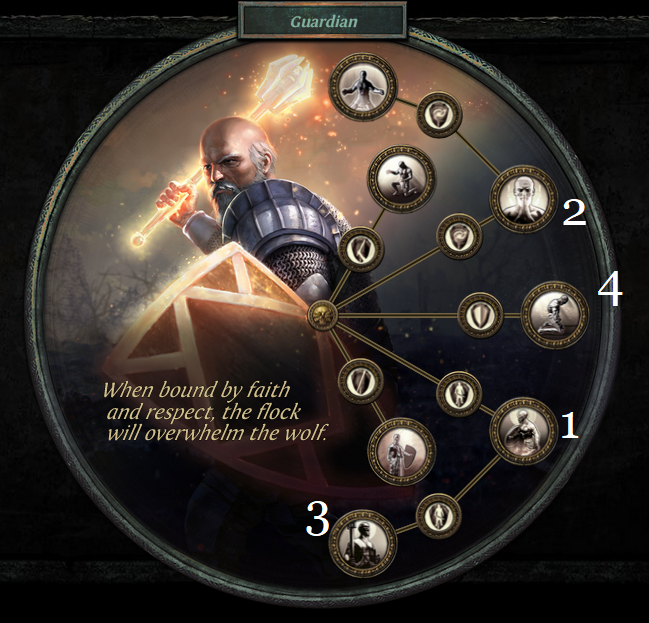 Guardian
2
4
When bound by faith
and respect, the flock
will overwhelm the wolf.
1
3